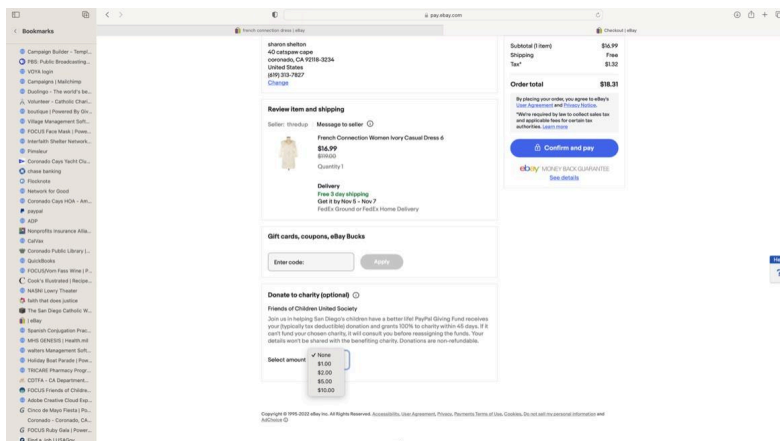 Bookmarks
pay.ebay.com
french connection dress | eBay
Checkout | eBay
Campaign Builder - Templ...
PBS: Public Broadcasting...
VOYA login
Campaigns | Mailchimp
Duolingo - The world's be...
Volunteer - Catholic Chari...
boutique | Powered By Giv...
Village Management Soft...
FOCUS Face Mask | Powe...
Interfaith Shelter Network...
Filmdeur
Coronado Cays Yacht Clu...
chase banking
Flocknote
Network for Good
Coronado Cays HOA - Am...
paypal
ADP
Nonprofits Insurance Allia...
CalVax
Coronado Public Library |...
QuickBooks
FOCUS/Vom Fass Wine | P...
Cook's Illustrated | Recipe...
NASNI Lowry Theater
faith that does justice
The San Diego Catholic W...
| eBay
Spanish Conjugation Prac...
MHS GENESIS | Health.mil
walters Management Soft...
Holiday Boat Parade | Pow...
TRICARE Pharmacy Progr...
CDTFA - CA Department...
FOCUS Friends of Childre...
Adobe Creative Cloud Exp...
Cinco de Mayo Fiesta | Po...
Coronado - Coronado, CA...
FOCUS Ruby Gala | Power...
Find a Job | USAGov
sharon shelton
40 catspaw cape
coronado, CA 92118-3234
United States
(619) 313-7827
Change
Review item and shipping
Seller: thredup Message to seller
French Connection Women Ivory Casual Dress 6
$16.99
$119.00
Quantity 1
Delivery
Free 3 day shipping
Get it by Nov 5 - Nov 7
FedEx Ground or FedEx Home Delivery
Gift cards, coupons, eBay Bucks
Enter code:
Apply
Donate to charity (optional)
Friends of Children United Society
Join us in helping San Diego's children have a better life! PayPal Giving Fund receives
your (typically tax deductible) donation and grants 100% to charity within 45 days. If it
can't fund your chosen charity, it will consult you before reassigning the funds. Your
details won't be shared with the benefiting charity. Donations are non-refundable.
Select amount
✓ None
$1.00
$2.00
$5.00
$10.00
Subtotal (1 item) $16.99
Shipping Free
Tax* $1.32
Order total $18.31
By placing your order, you agree to eBay's
User Agreement and Privacy Notice.
*We're required by law to collect sales tax
and applicable fees for certain tax
authorities. Learn more
Confirm and pay
ebay MONEY BACK GUARANTEE
See details
Copyright © 1995-2022 eBay Inc. All Rights Reserved. Accessibility, User Agreement, Privacy, Payments Terms of Use, Cookies, Do not sell my personal information and
AdChoice